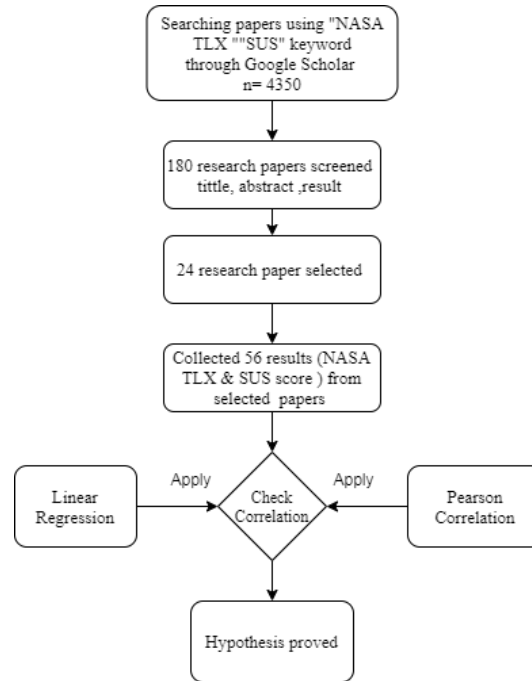 Searching papers using "NASA
TLX ""SUS" keyword
through Google Scholar
n= 4350
180 research papers screened
tittle, abstract ,result
24 research paper selected
Collected 56 results (NASA
TLX & SUS score ) from
selected papers
Linear
Regression
Apply
Check
Correlation
Apply
Pearson
Correlation
Hypothesis proved